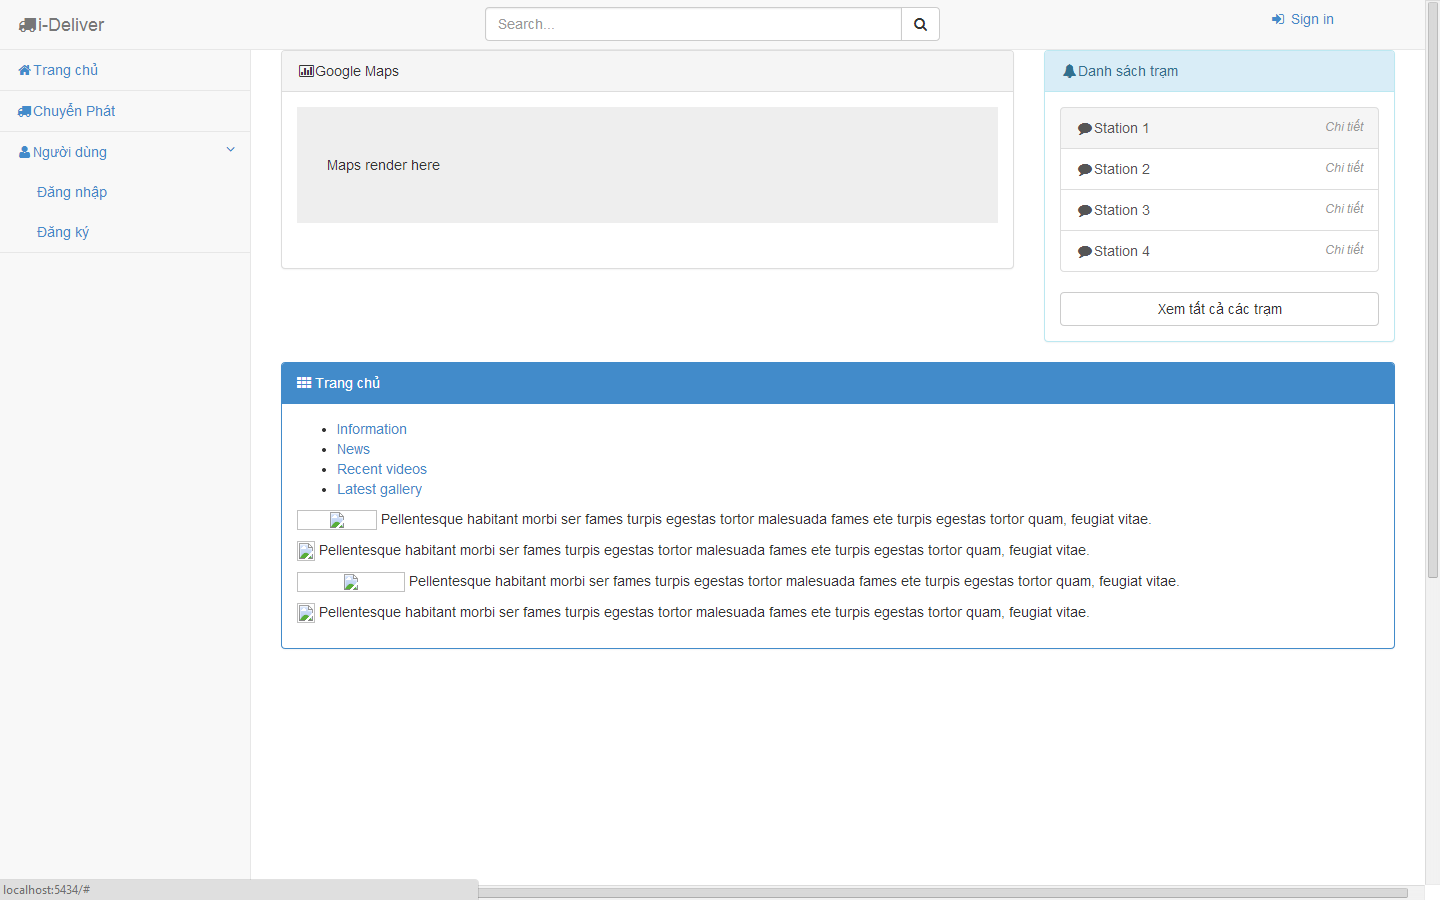 i-Deliver
Search...
Sign in
Trang chủ
Chuyển Phát
Người dùng
Đăng nhập
Đăng ký
Google Maps
Maps render here
Danh sách trạm
Station 1 Chi tiết
Station 2 Chi tiết
Station 3 Chi tiết
Station 4 Chi tiết
Xem tất cả các trạm
Trang chủ
Information
News
Recent videos
Latest gallery
Pellentesque habitant morbi ser fames turpis egestas tortor malesuada fames ete turpis egestas tortor quam, feugiat vitae.
Pellentesque habitant morbi ser fames turpis egestas tortor malesuada fames ete turpis egestas tortor quam, feugiat vitae.
Pellentesque habitant morbi ser fames turpis egestas tortor malesuada fames ete turpis egestas tortor quam, feugiat vitae.
Pellentesque habitant morbi ser fames turpis egestas tortor malesuada fames ete turpis egestas tortor quam, feugiat vitae.
localhost:5434/#